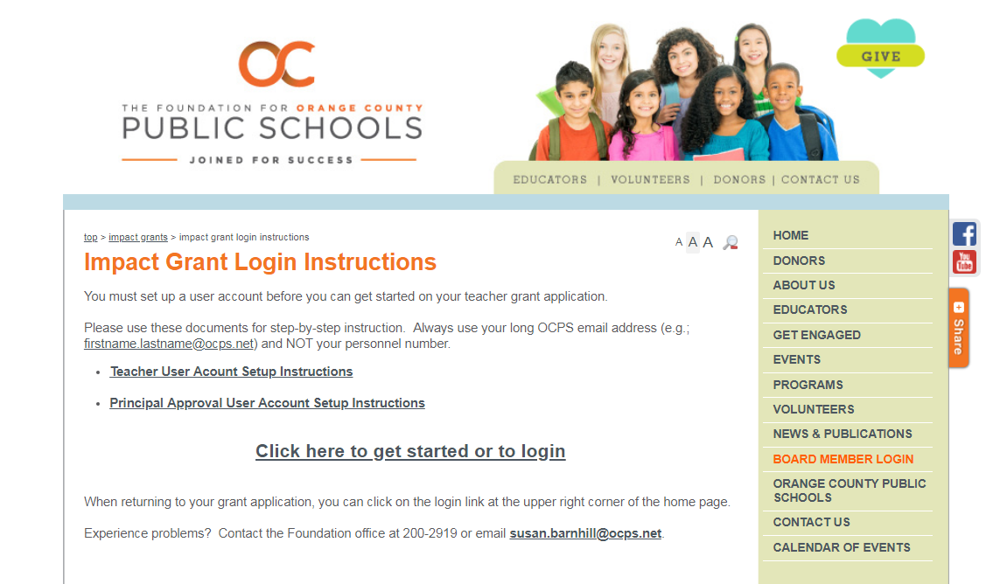 OC
THE FOUNDATION FOR ORANGE COUNTY
PUBLIC SCHOOLS
JOINED FOR SUCCESS
GIVE
EDUCATORS | VOLUNTEERS | DONORS | CONTACT US
top > impact grants > impact grant login instructions
A A A
Impact Grant Login Instructions
You must set up a user account before you can get started on your teacher grant application.
Please use these documents for step-by-step instruction.  Always use your long OCPS email address (e.g.;
firstname.lastname@ocps.net) and NOT your personnel number.
• Teacher User Acount Setup Instructions
• Principal Approval User Account Setup Instructions
Click here to get started or to login
When returning to your grant application, you can click on the login link at the upper right corner of the home page.
Experience problems?  Contact the Foundation office at 200-2919 or email susan.barnhill@ocps.net.
HOME
DONORS
ABOUT US
EDUCATORS
GET ENGAGED
EVENTS
PROGRAMS
VOLUNTEERS
NEWS & PUBLICATIONS
BOARD MEMBER LOGIN
ORANGE COUNTY PUBLIC
SCHOOLS
CONTACT US
CALENDAR OF EVENTS
f
You
Tube
Share